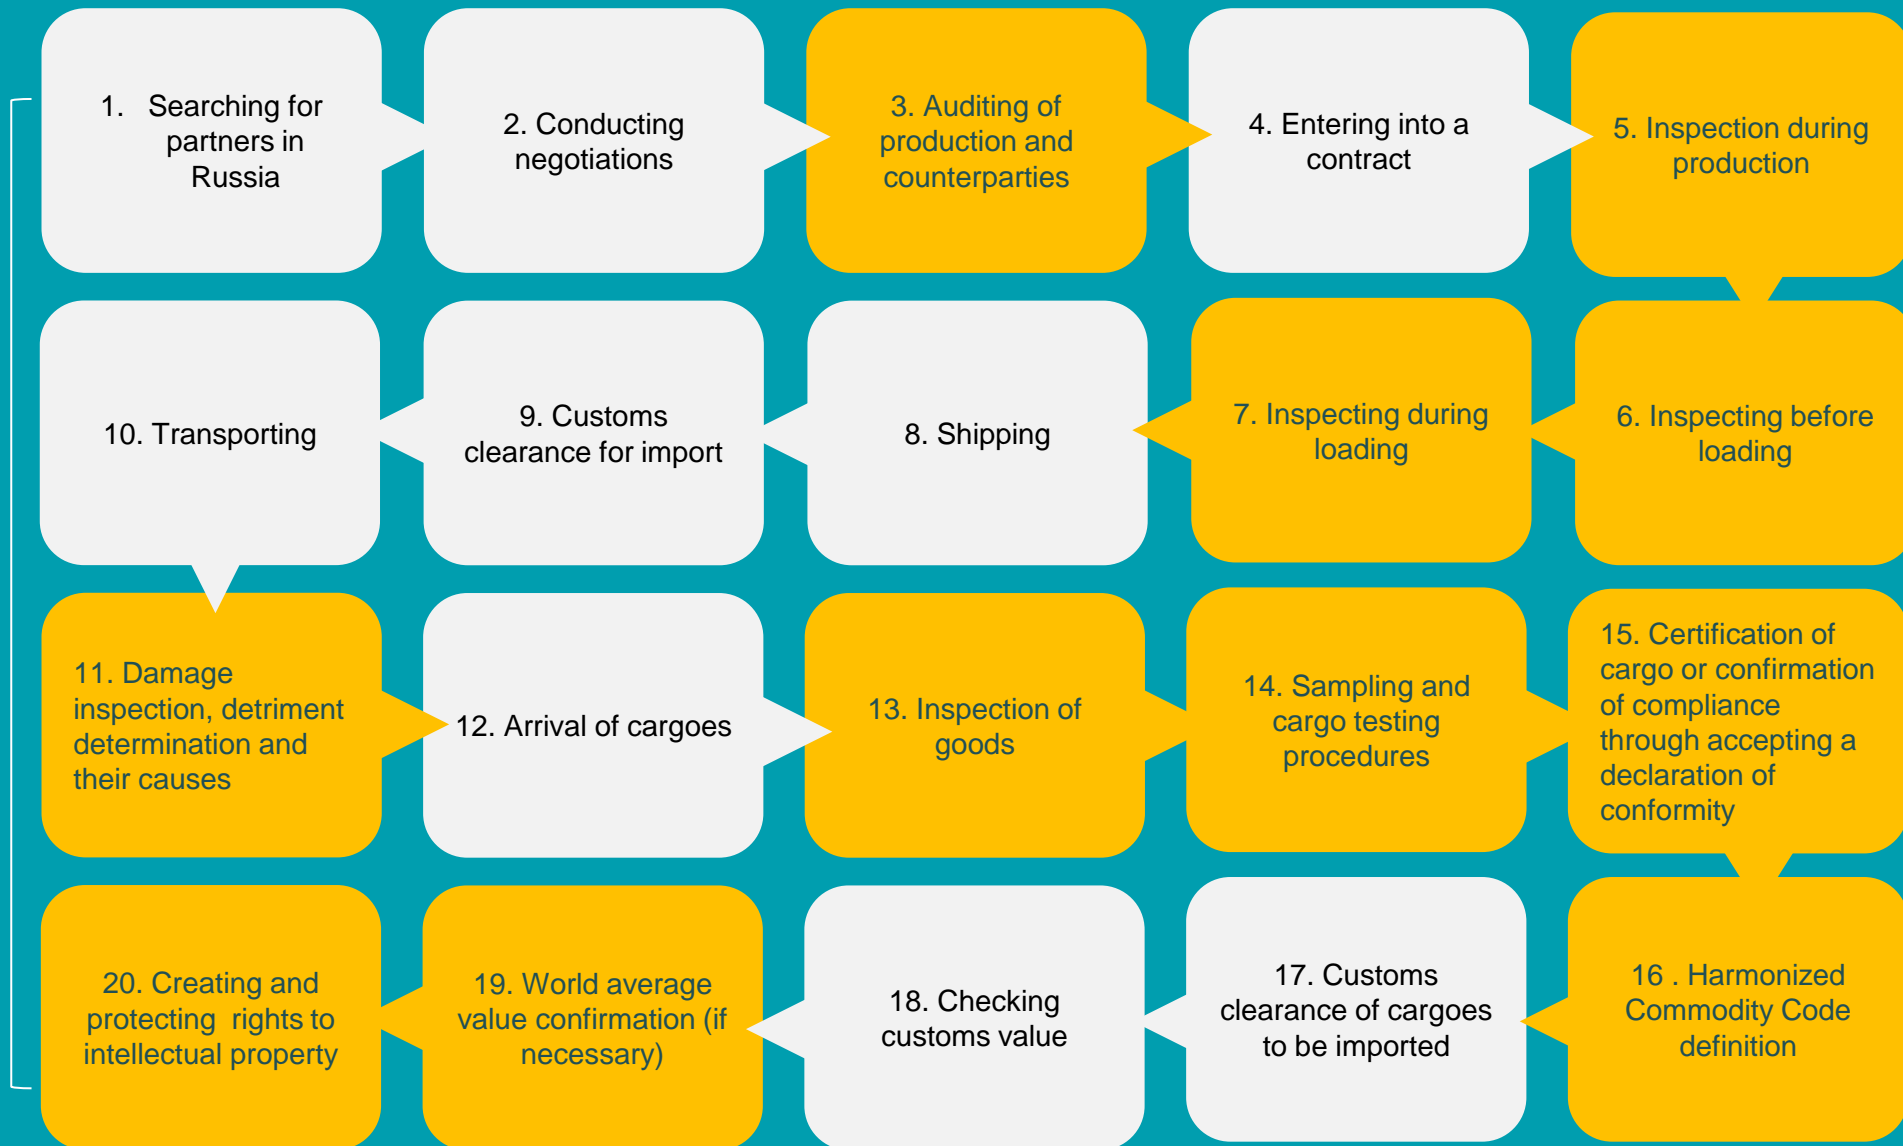 1. Searching for
partners in
Russia
2. Conducting
negotiations
3. Auditing of
production and
counterparties
4. Entering into a
contract
5. Inspection during
production
10. Transporting
9. Customs
clearance for import
8. Shipping
7. Inspecting during
loading
6. Inspecting before
loading
11. Damage
inspection, detriment
determination and
their causes
12. Arrival of cargoes
13. Inspection of
goods
14. Sampling and
cargo testing
procedures
15. Certification of
cargo or confirmation
of compliance
through accepting a
declaration of
conformity
20. Creating and
protecting  rights to
intellectual property
19. World average
value confirmation (if
necessary)
18. Checking
customs value
17. Customs
clearance of cargoes
to be imported
16 . Harmonized
Commodity Code
definition